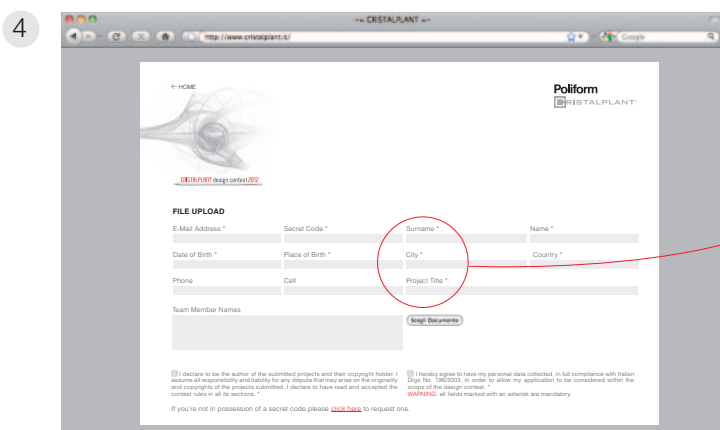 4
~» CRISTALPLANT «~
http://www.cristalplant.it/
Google
← HOME
Poliform
CRISTALPLANT™
CRISTALPLANT design contest 2012
FILE UPLOAD
E-Mail Address * Secret Code * Surname * Name *
Date of Birth * Place of Birth * City * Country *
Phone Cell Project Title *
Team Member Names
Scegli Documento
I declare to be the author of the submitted projects and their copyright holder. I
assume all responsibility and liability for any dispute that may arise on the originality
and copyrights of the projects submitted. I declare to have read and accepted the
contest rules in all its sections. *
I hereby agree to have my personal data collected, in full compliance with Italian
Dlgs No. 196/2003, in order to allow my application to be considered within the
scope of the design contest. *
WARNING: all fields marked with an asterisk are mandatory.
If you're not in possession of a secret code,please click here to request one.